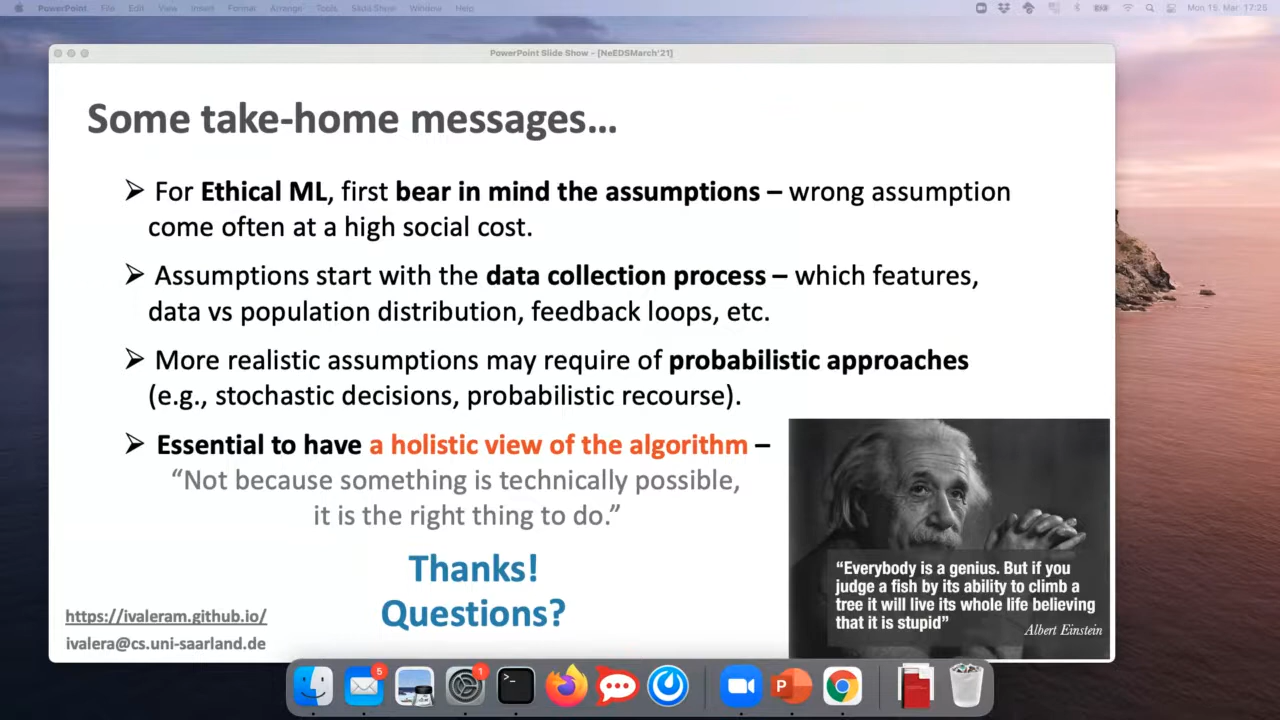 PowerPoint File Edit View Insert Format Arrange Tools Slide Show Window Help Mon 15. Mar 17:25
PowerPoint Slide Show - [NeEDSMarch'21]
Some take-home messages…
➢ For Ethical ML, first bear in mind the assumptions – wrong assumption
come often at a high social cost.
➢ Assumptions start with the data collection process – which features,
data vs population distribution, feedback loops, etc.
➢ More realistic assumptions may require of probabilistic approaches
(e.g., stochastic decisions, probabilistic recourse).
➢ Essential to have a holistic view of the algorithm –
“Not because something is technically possible,
it is the right thing to do.”
Thanks!
Questions?
https://ivaleram.github.io/
ivalera@cs.uni-saarland.de
“Everybody is a genius. But if you
judge a fish by its ability to climb a
tree it will live its whole life believing
that it is stupid”
Albert Einstein
5
1
>_
P